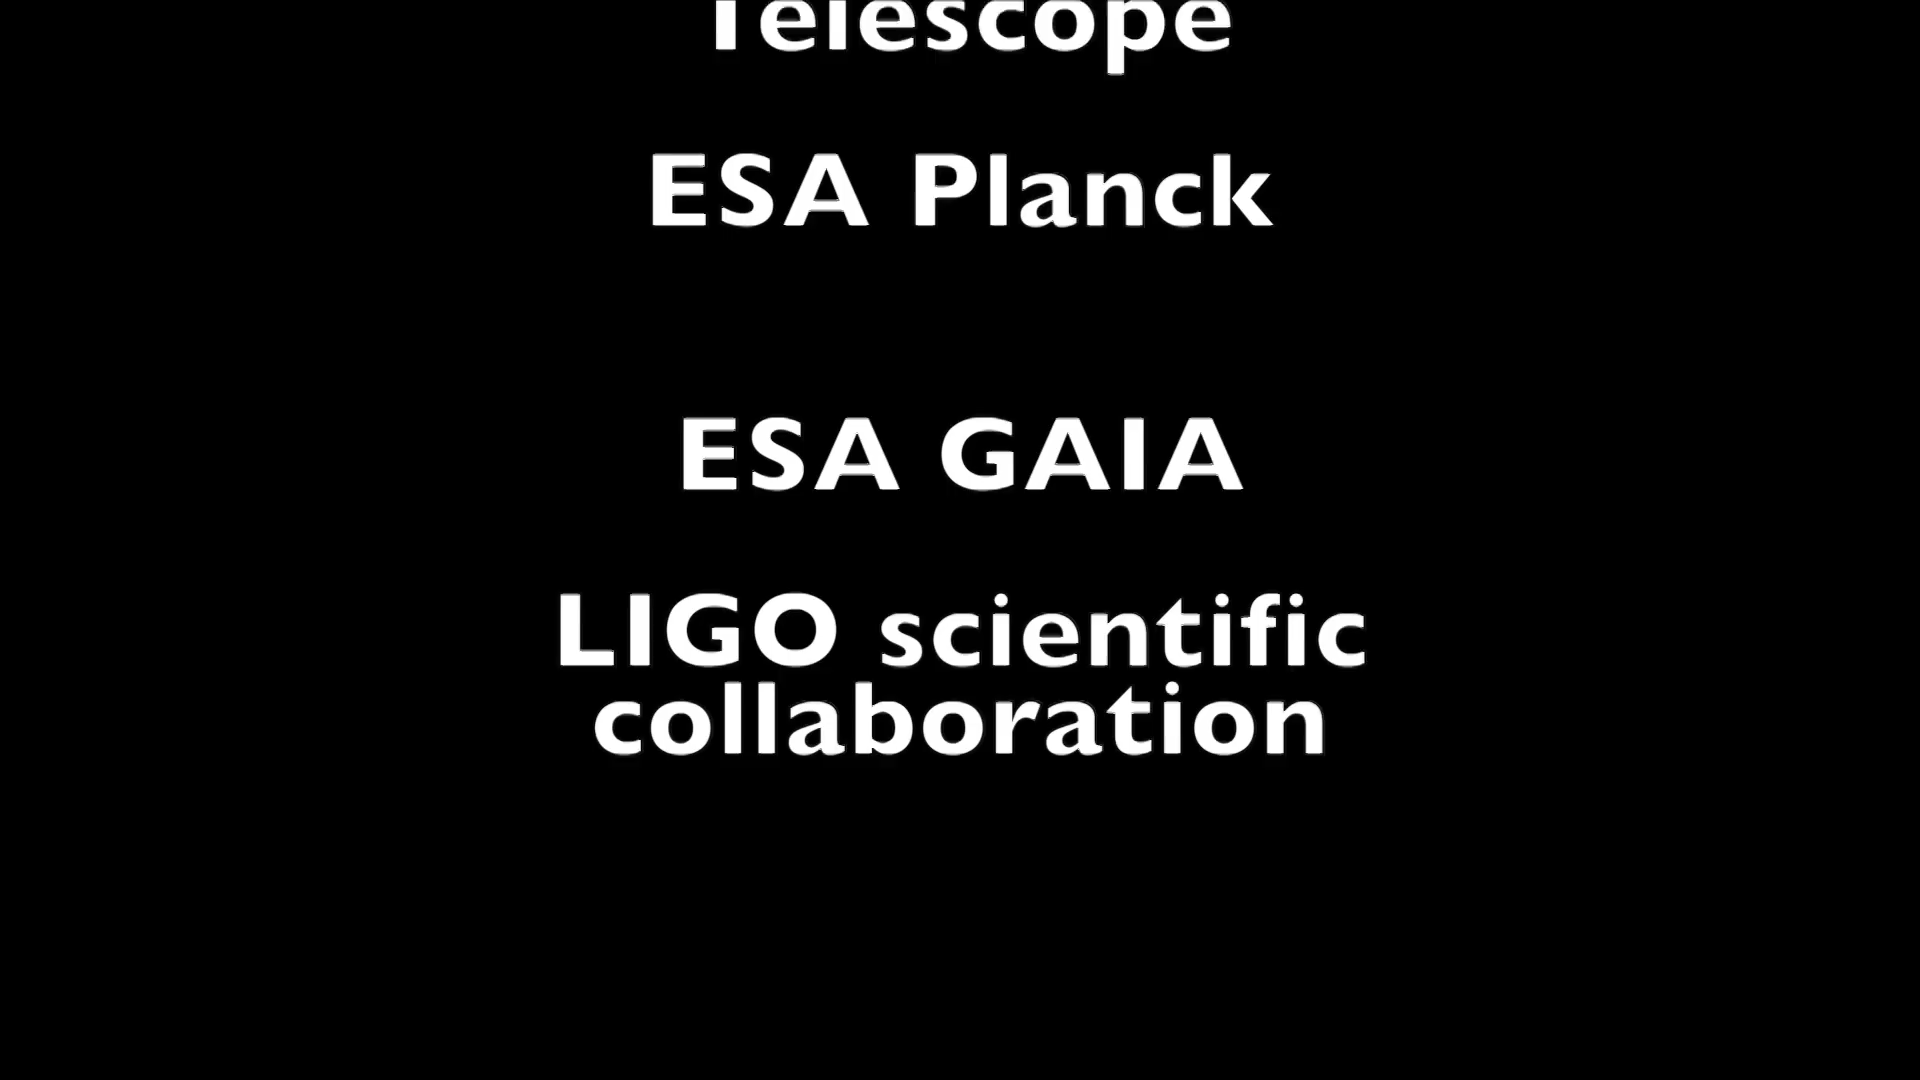 Telescope
ESA Planck
ESA GAIA
LIGO scientific
collaboration